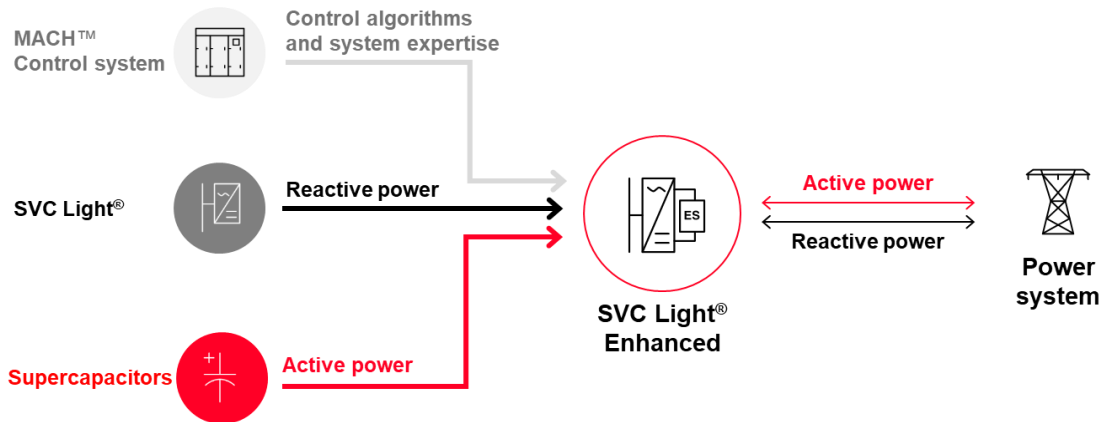 MACH™
Control system
Control algorithms
and system expertise
SVC Light®
Reactive power
Supercapacitors
Active power
ES
SVC Light®
Enhanced
Active power
Reactive power
Power
system